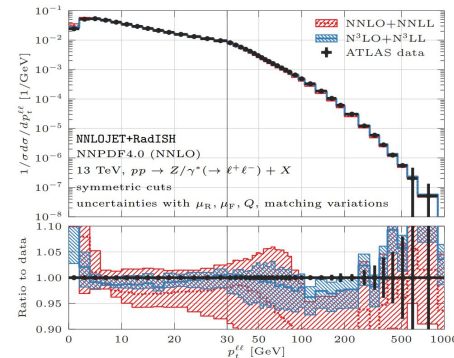 10⁻¹
10⁻²
10⁻³
10⁻⁴
10⁻⁵
10⁻⁶
10⁻⁷
10⁻⁸
1/σ dσ/dp_t^{ℓℓ} [1/GeV]
NNLO+NNLL
N³LO+N³LL
ATLAS data
NNLOJET+RadISH
NNPDF4.0 (NNLO)
13 TeV, pp → Z/γ*(→ ℓ⁺ℓ⁻) + X
symmetric cuts
uncertainties with μ_R, μ_F, Q, matching variations
1.10
1.05
1.00
0.95
0.90
Ratio to data
0 10 20 30 50 100 200 500 1000
p_t^{ℓℓ} [GeV]